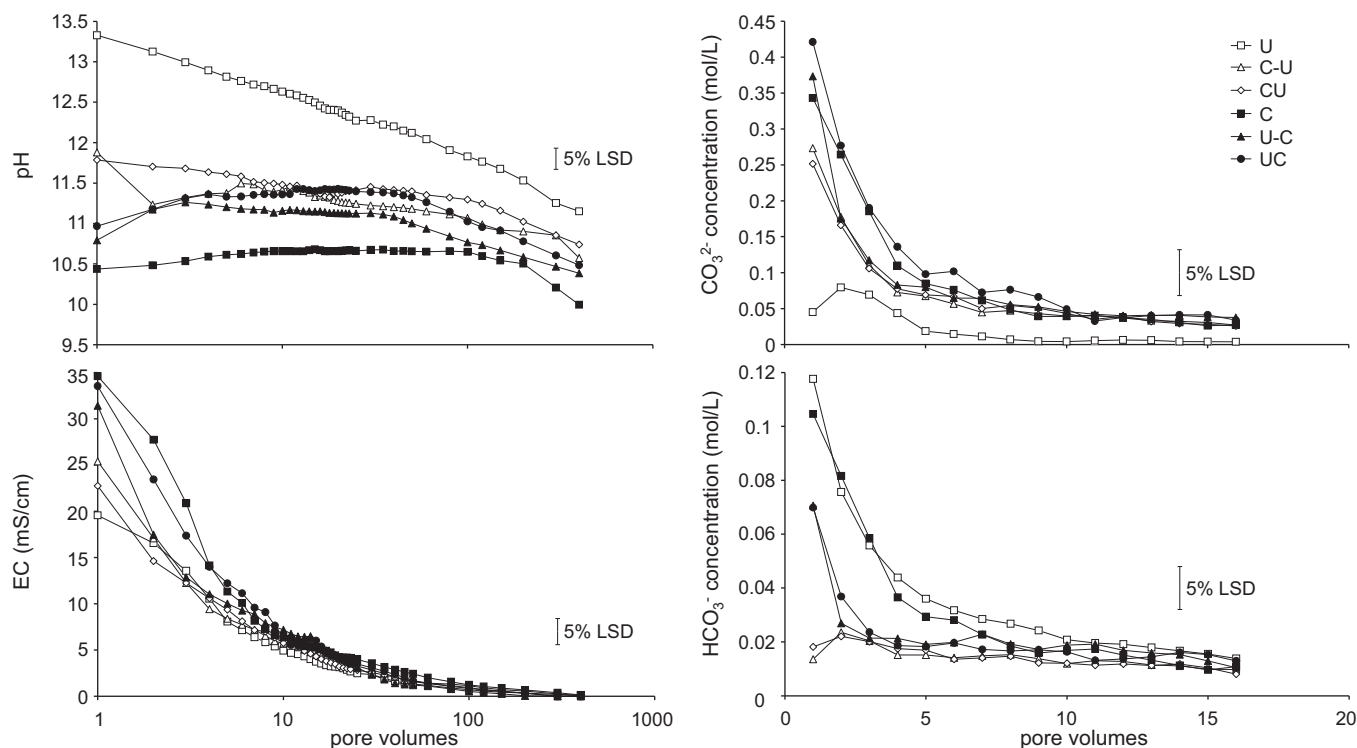 13.5
13
12.5
12
11.5
11
10.5
10
9.5
pH
5% LSD
0.45
0.4
0.35
0.3
0.25
0.2
0.15
0.1
0.05
0
CO₃²⁻ concentration (mol/L)
5% LSD
U
C-U
CU
C
U-C
UC
35
30
25
20
15
10
5
0
EC (mS/cm)
5% LSD
1
10
100
1000
pore volumes
0.12
0.1
0.08
0.06
0.04
0.02
0
HCO₃⁻ concentration (mol/L)
5% LSD
0
5
10
15
20
pore volumes